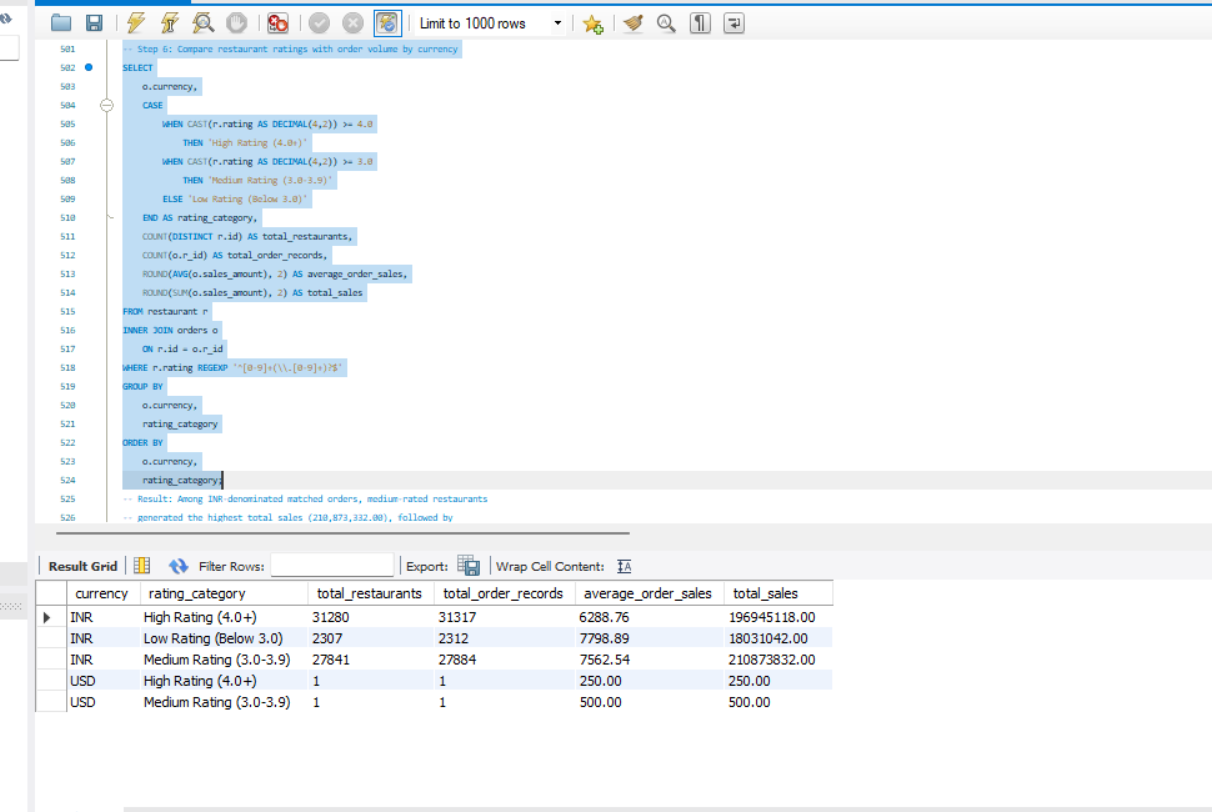 Limit to 1000 rows
501 -- Step 6: Compare restaurant ratings with order volume by currency
502 SELECT
503 o.currency,
504 CASE
505 WHEN CAST(r.rating AS DECIMAL(4,2)) >= 4.0
506 THEN 'High Rating (4.0+)'
507 WHEN CAST(r.rating AS DECIMAL(4,2)) >= 3.0
508 THEN 'Medium Rating (3.0-3.9)'
509 ELSE 'Low Rating (Below 3.0)'
510 END AS rating_category,
511 COUNT(DISTINCT r.id) AS total_restaurants,
512 COUNT(o.r_id) AS total_order_records,
513 ROUND(AVG(o.sales_amount), 2) AS average_order_sales,
514 ROUND(SUM(o.sales_amount), 2) AS total_sales
515 FROM restaurant r
516 INNER JOIN orders o
517 ON r.id = o.r_id
518 WHERE r.rating REGEXP '^[0-9]+(\\.[0-9]+)?$'
519 GROUP BY
520 o.currency,
521 rating_category
522 ORDER BY
523 o.currency,
524 rating_category;
525 -- Result: Among INR-denominated matched orders, medium-rated restaurants
526 -- generated the highest total sales (210,873,332.00), followed by
Result Grid Filter Rows: Export: Wrap Cell Content:
currency rating_category total_restaurants total_order_records average_order_sales total_sales
INR High Rating (4.0+) 31280 31317 6288.76 196945118.00
INR Low Rating (Below 3.0) 2307 2312 7798.89 18031042.00
INR Medium Rating (3.0-3.9) 27841 27884 7562.54 210873832.00
USD High Rating (4.0+) 1 1 250.00 250.00
USD Medium Rating (3.0-3.9) 1 1 500.00 500.00